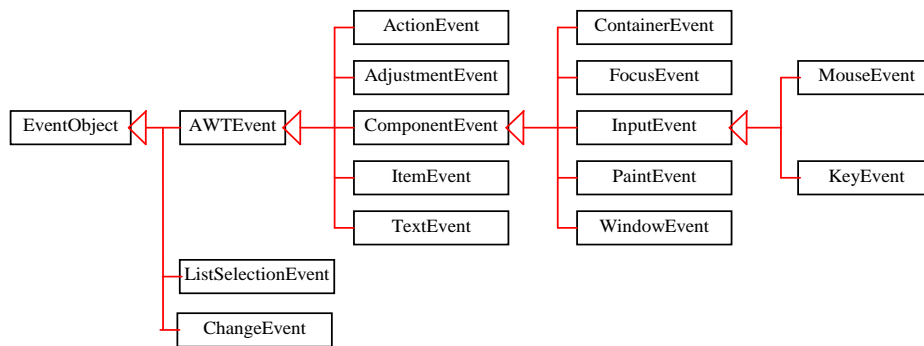 ActionEvent
ContainerEvent
AdjustmentEvent
FocusEvent
MouseEvent
EventObject
AWTEvent
ComponentEvent
InputEvent
ItemEvent
PaintEvent
KeyEvent
TextEvent
WindowEvent
ListSelectionEvent
ChangeEvent